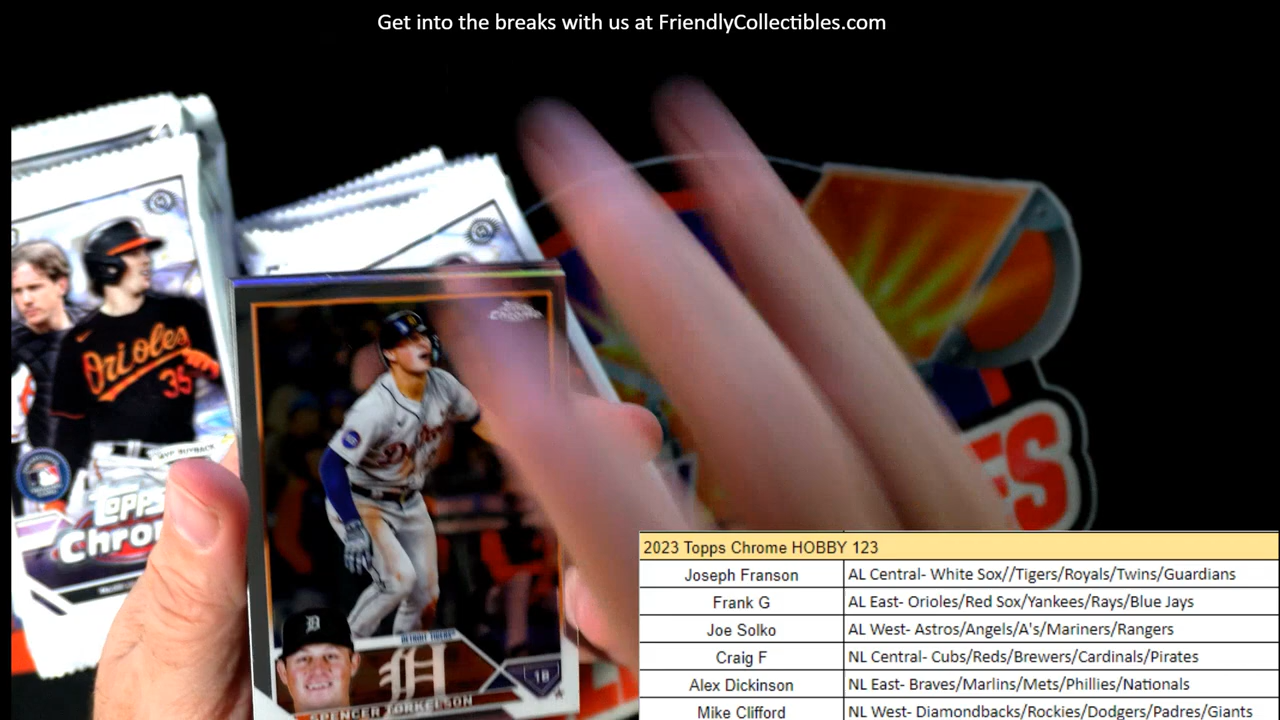 Get into the breaks with us at FriendlyCollectibles.com
Orioles
35
Topps
Chrome
DETROIT TIGERS
18
SPENCER TORKELSON
ES
2023 Topps Chrome HOBBY 123
Joseph Franson AL Central- White Sox//Tigers/Royals/Twins/Guardians
Frank G AL East- Orioles/Red Sox/Yankees/Rays/Blue Jays
Joe Solko AL West- Astros/Angels/A's/Mariners/Rangers
Craig F NL Central- Cubs/Reds/Brewers/Cardinals/Pirates
Alex Dickinson NL East- Braves/Marlins/Mets/Phillies/Nationals
Mike Clifford NL West- Diamondbacks/Rockies/Dodgers/Padres/Giants